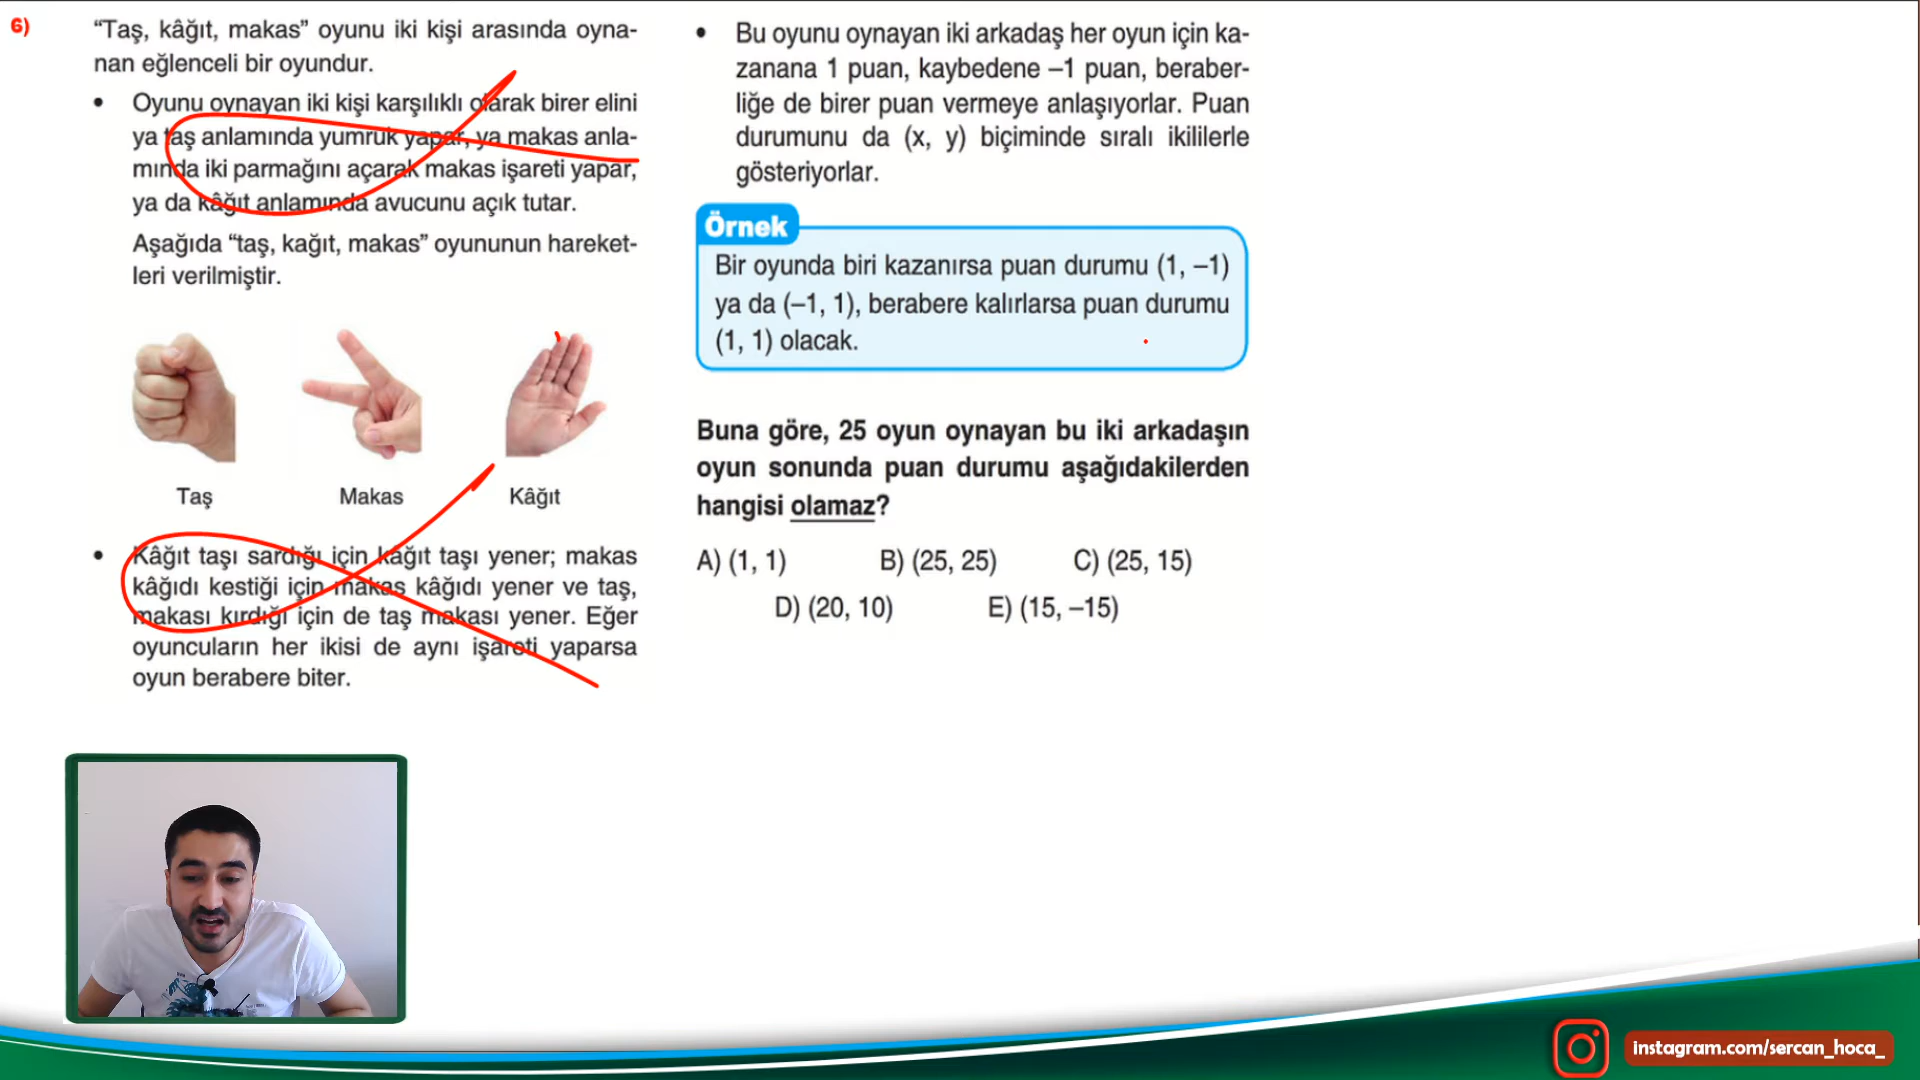 6)
“Taş, kâğıt, makas” oyunu iki kişi arasında oyna-
nan eğlenceli bir oyundur.
• Oyunu oynayan iki kişi karşılıklı olarak birer elini
ya taş anlamında yumruk yapar, ya makas anla-
mında iki parmağını açarak makas işareti yapar,
ya da kâğıt anlamında avucunu açık tutar.
Aşağıda “taş, kağıt, makas” oyununun hareket-
leri verilmiştir.
Taş Makas Kâğıt
• Kâğıt taşı sardığı için kâğıt taşı yener; makas
kâğıdı kestiği için makas kâğıdı yener ve taş,
makası kırdığı için de taş makası yener. Eğer
oyuncuların her ikisi de aynı işareti yaparsa
oyun berabere biter.
• Bu oyunu oynayan iki arkadaş her oyun için ka-
zanana 1 puan, kaybedene –1 puan, beraber-
liğe de birer puan vermeye anlaşıyorlar. Puan
durumunu da (x, y) biçiminde sıralı ikililerle
gösteriyorlar.
Örnek
Bir oyunda biri kazanırsa puan durumu (1, –1)
ya da (–1, 1), berabere kalırlarsa puan durumu
(1, 1) olacak.
Buna göre, 25 oyun oynayan bu iki arkadaşın
oyun sonunda puan durumu aşağıdakilerden
hangisi olamaz?
A) (1, 1) B) (25, 25) C) (25, 15)
D) (20, 10) E) (15, –15)
instagram.com/sercan_hoca_